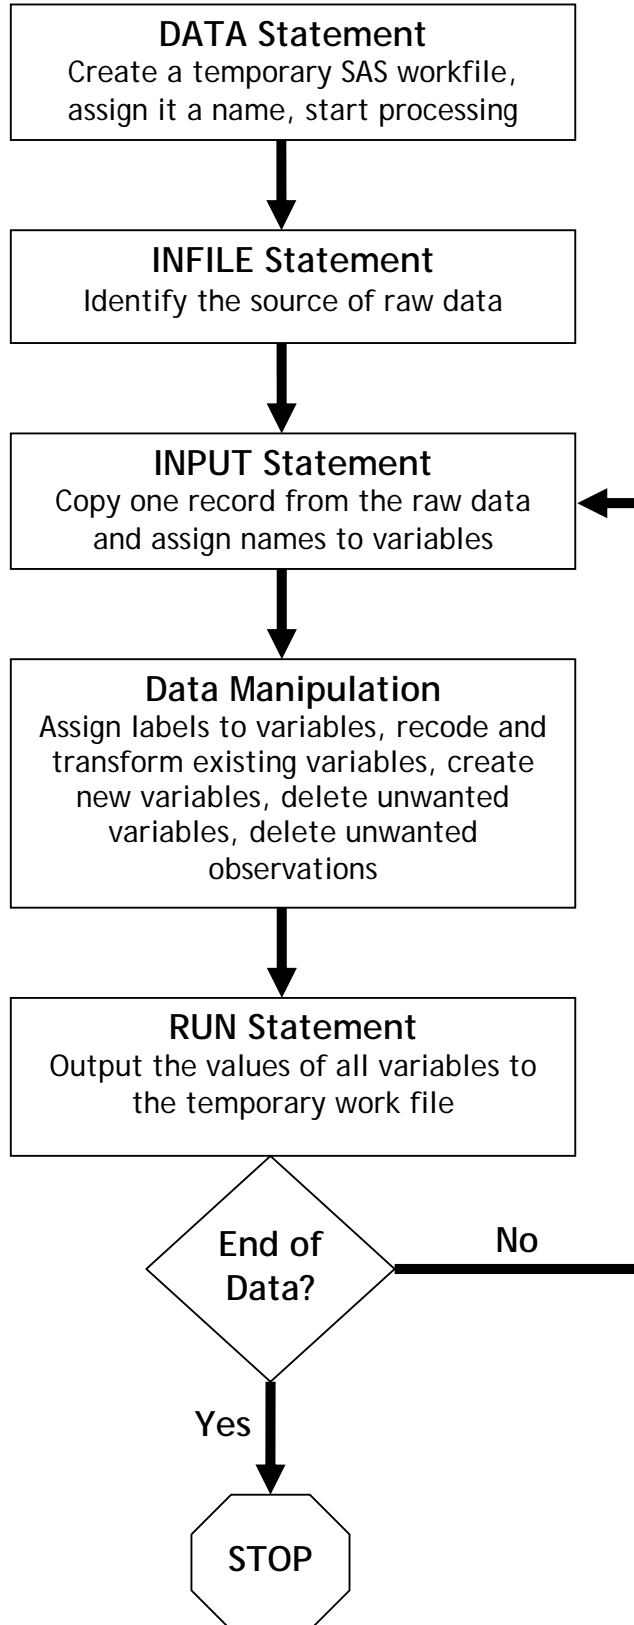 DATA Statement
Create a temporary SAS workfile,
assign it a name, start processing
INFILE Statement
Identify the source of raw data
INPUT Statement
Copy one record from the raw data
and assign names to variables
Data Manipulation
Assign labels to variables, recode and
transform existing variables, create
new variables, delete unwanted
variables, delete unwanted
observations
RUN Statement
Output the values of all variables to
the temporary work file
End of
Data?
No
Yes
STOP